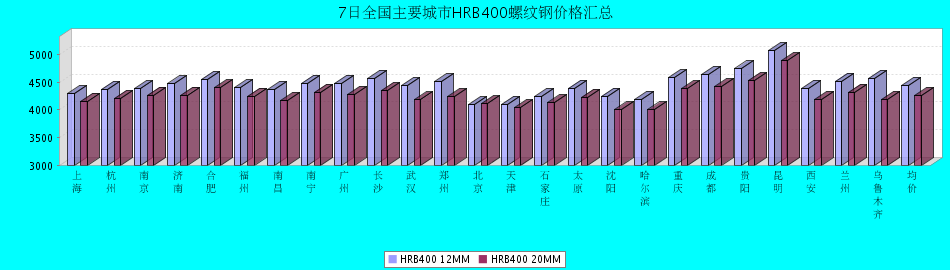 7日全国主要城市HRB400螺纹钢价格汇总
5000
4500
4000
3500
3000
上海 杭州 南京 济南 合肥 福州 南昌 南宁 广州 长沙 武汉 郑州 北京 天津 石家庄 太原 沈阳 哈尔滨 重庆 成都 贵阳 昆明 西安 兰州 乌鲁木齐 均价
HRB400 12MM HRB400 20MM